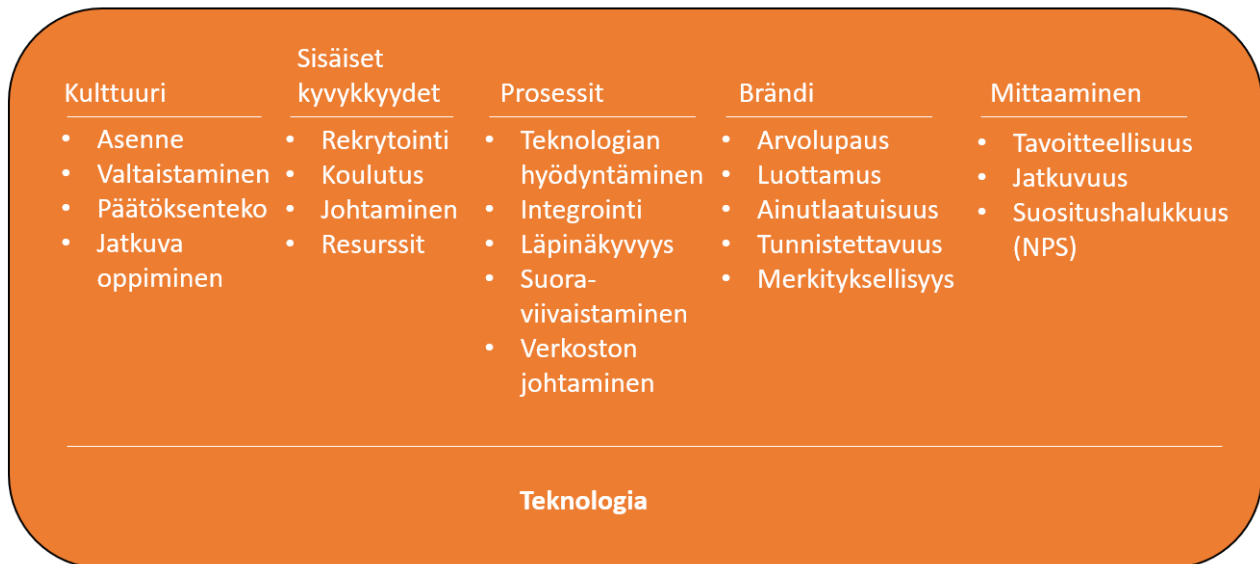 Kulttuuri
• Asenne
• Valtaistaminen
• Päätöksenteko
• Jatkuva
oppiminen
Sisäiset
kyvykkyydet
• Rekrytointi
• Koulutus
• Johtaminen
• Resurssit
Prosessit
• Teknologian
hyödyntäminen
• Integrointi
• Läpinäkyvyys
• Suora-
viivaistaminen
• Verkoston
johtaminen
Brändi
• Arvolupaus
• Luottamus
• Ainutlaatuisuus
• Tunnistettavuus
• Merkityksellisyys
Mittaaminen
• Tavoitteellisuus
• Jatkuvuus
• Suositushalukkuus
(NPS)
Teknologia